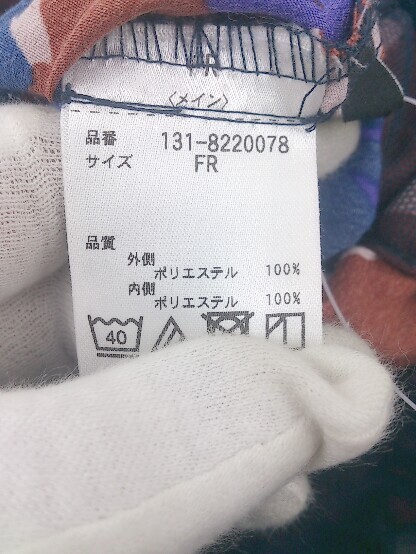 FR
〈メイン〉
品番 131-8220078
サイズ FR
品質
外側
ポリエステル 100%
内側
ポリエステル 100%
40